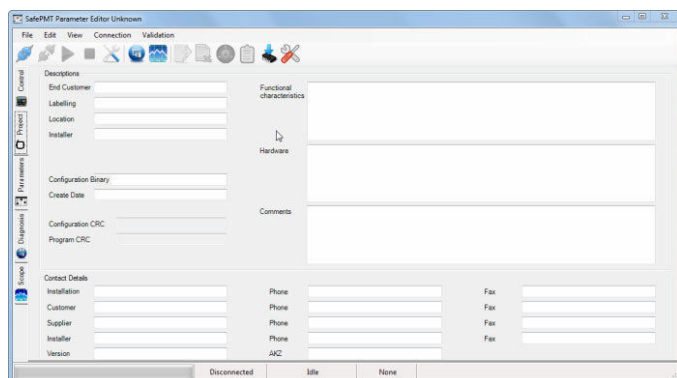 SafePMT Parameter Editor Unknown
File Edit View Connection Validation
Control
Project
Parameters
Diagnosis
Scope
Descriptions
End Customer
Labelling
Location
Installer
Configuration Binary
Create Date
Configuration CRC
Program CRC
Functional
characteristics
Hardware
Comments
Contact Details
Installation Phone Fax
Customer Phone Fax
Supplier Phone Fax
Installer Phone Fax
Version AKZ
Disconnected Idle None